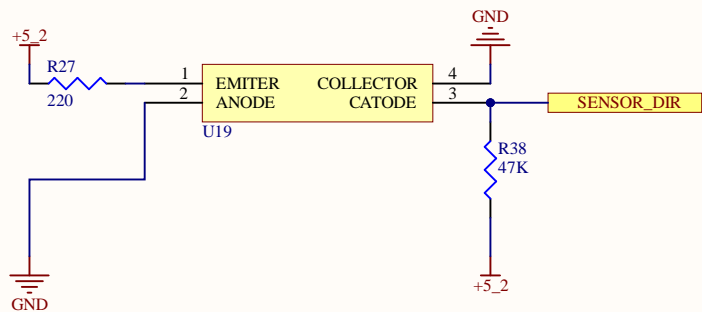 GND
+5_2
R27
220
1
2
EMITER
ANODE
COLLECTOR
CATODE
4
3
U19
SENSOR_DIR
R38
47K
+5_2
GND